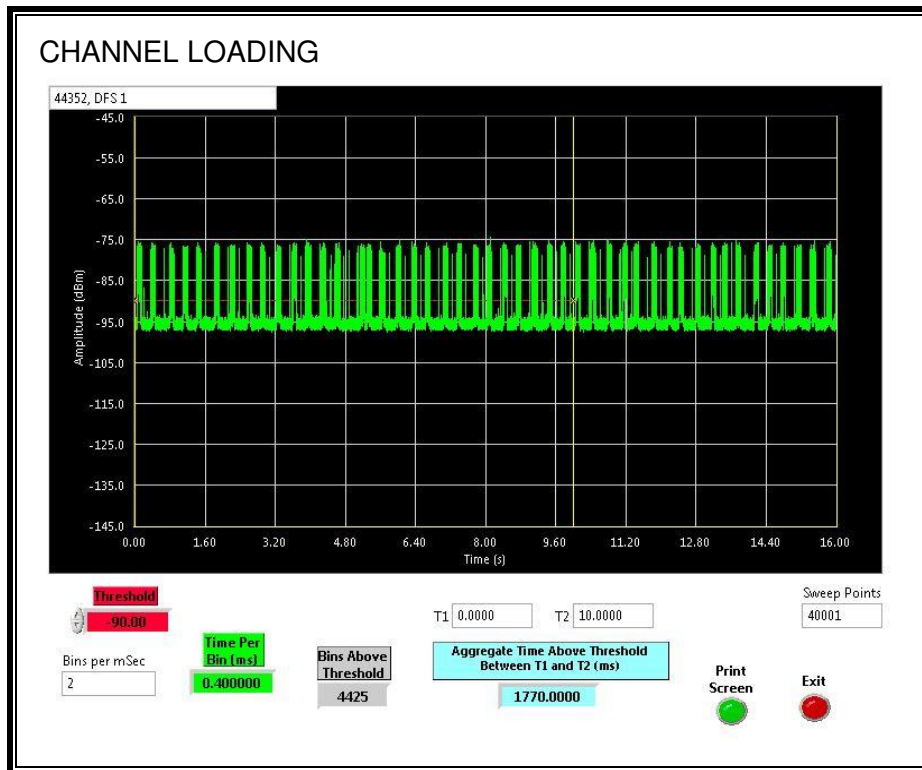 CHANNEL LOADING
44352, DFS 1
-45.0
-55.0
-65.0
-75.0
-85.0
-95.0
-105.0
-115.0
-125.0
-135.0
-145.0
Amplitude (dBm)
0.00 1.60 3.20 4.80 6.40 8.00 9.60 11.20 12.80 14.40 16.00
Time (s)
Threshold
-90.00
Bins per mSec
2
Time Per
Bin (ms)
0.400000
Bins Above
Threshold
4425
T1 0.0000 T2 10.0000
Aggregate Time Above Threshold
Between T1 and T2 (ms)
1770.0000
Sweep Points
40001
Print
Screen
Exit